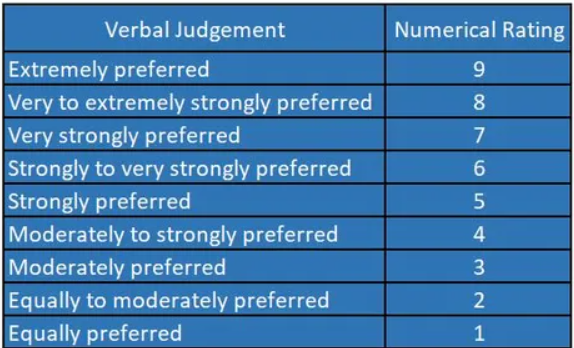 Verbal Judgement Numerical Rating
Extremely preferred 9
Very to extremely strongly preferred 8
Very strongly preferred 7
Strongly to very strongly preferred 6
Strongly preferred 5
Moderately to strongly preferred 4
Moderately preferred 3
Equally to moderately preferred 2
Equally preferred 1